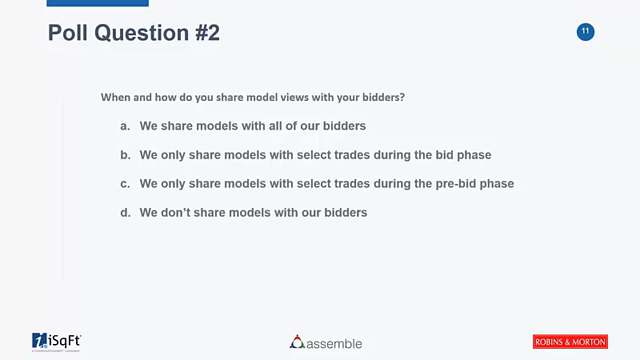 Poll Question #2
11
When and how do you share model views with your bidders?
a. We share models with all of our bidders
b. We only share models with select trades during the bid phase
c. We only share models with select trades during the pre-bid phase
d. We don't share models with our bidders
iSqFt
assemble
ROBINS & MORTON